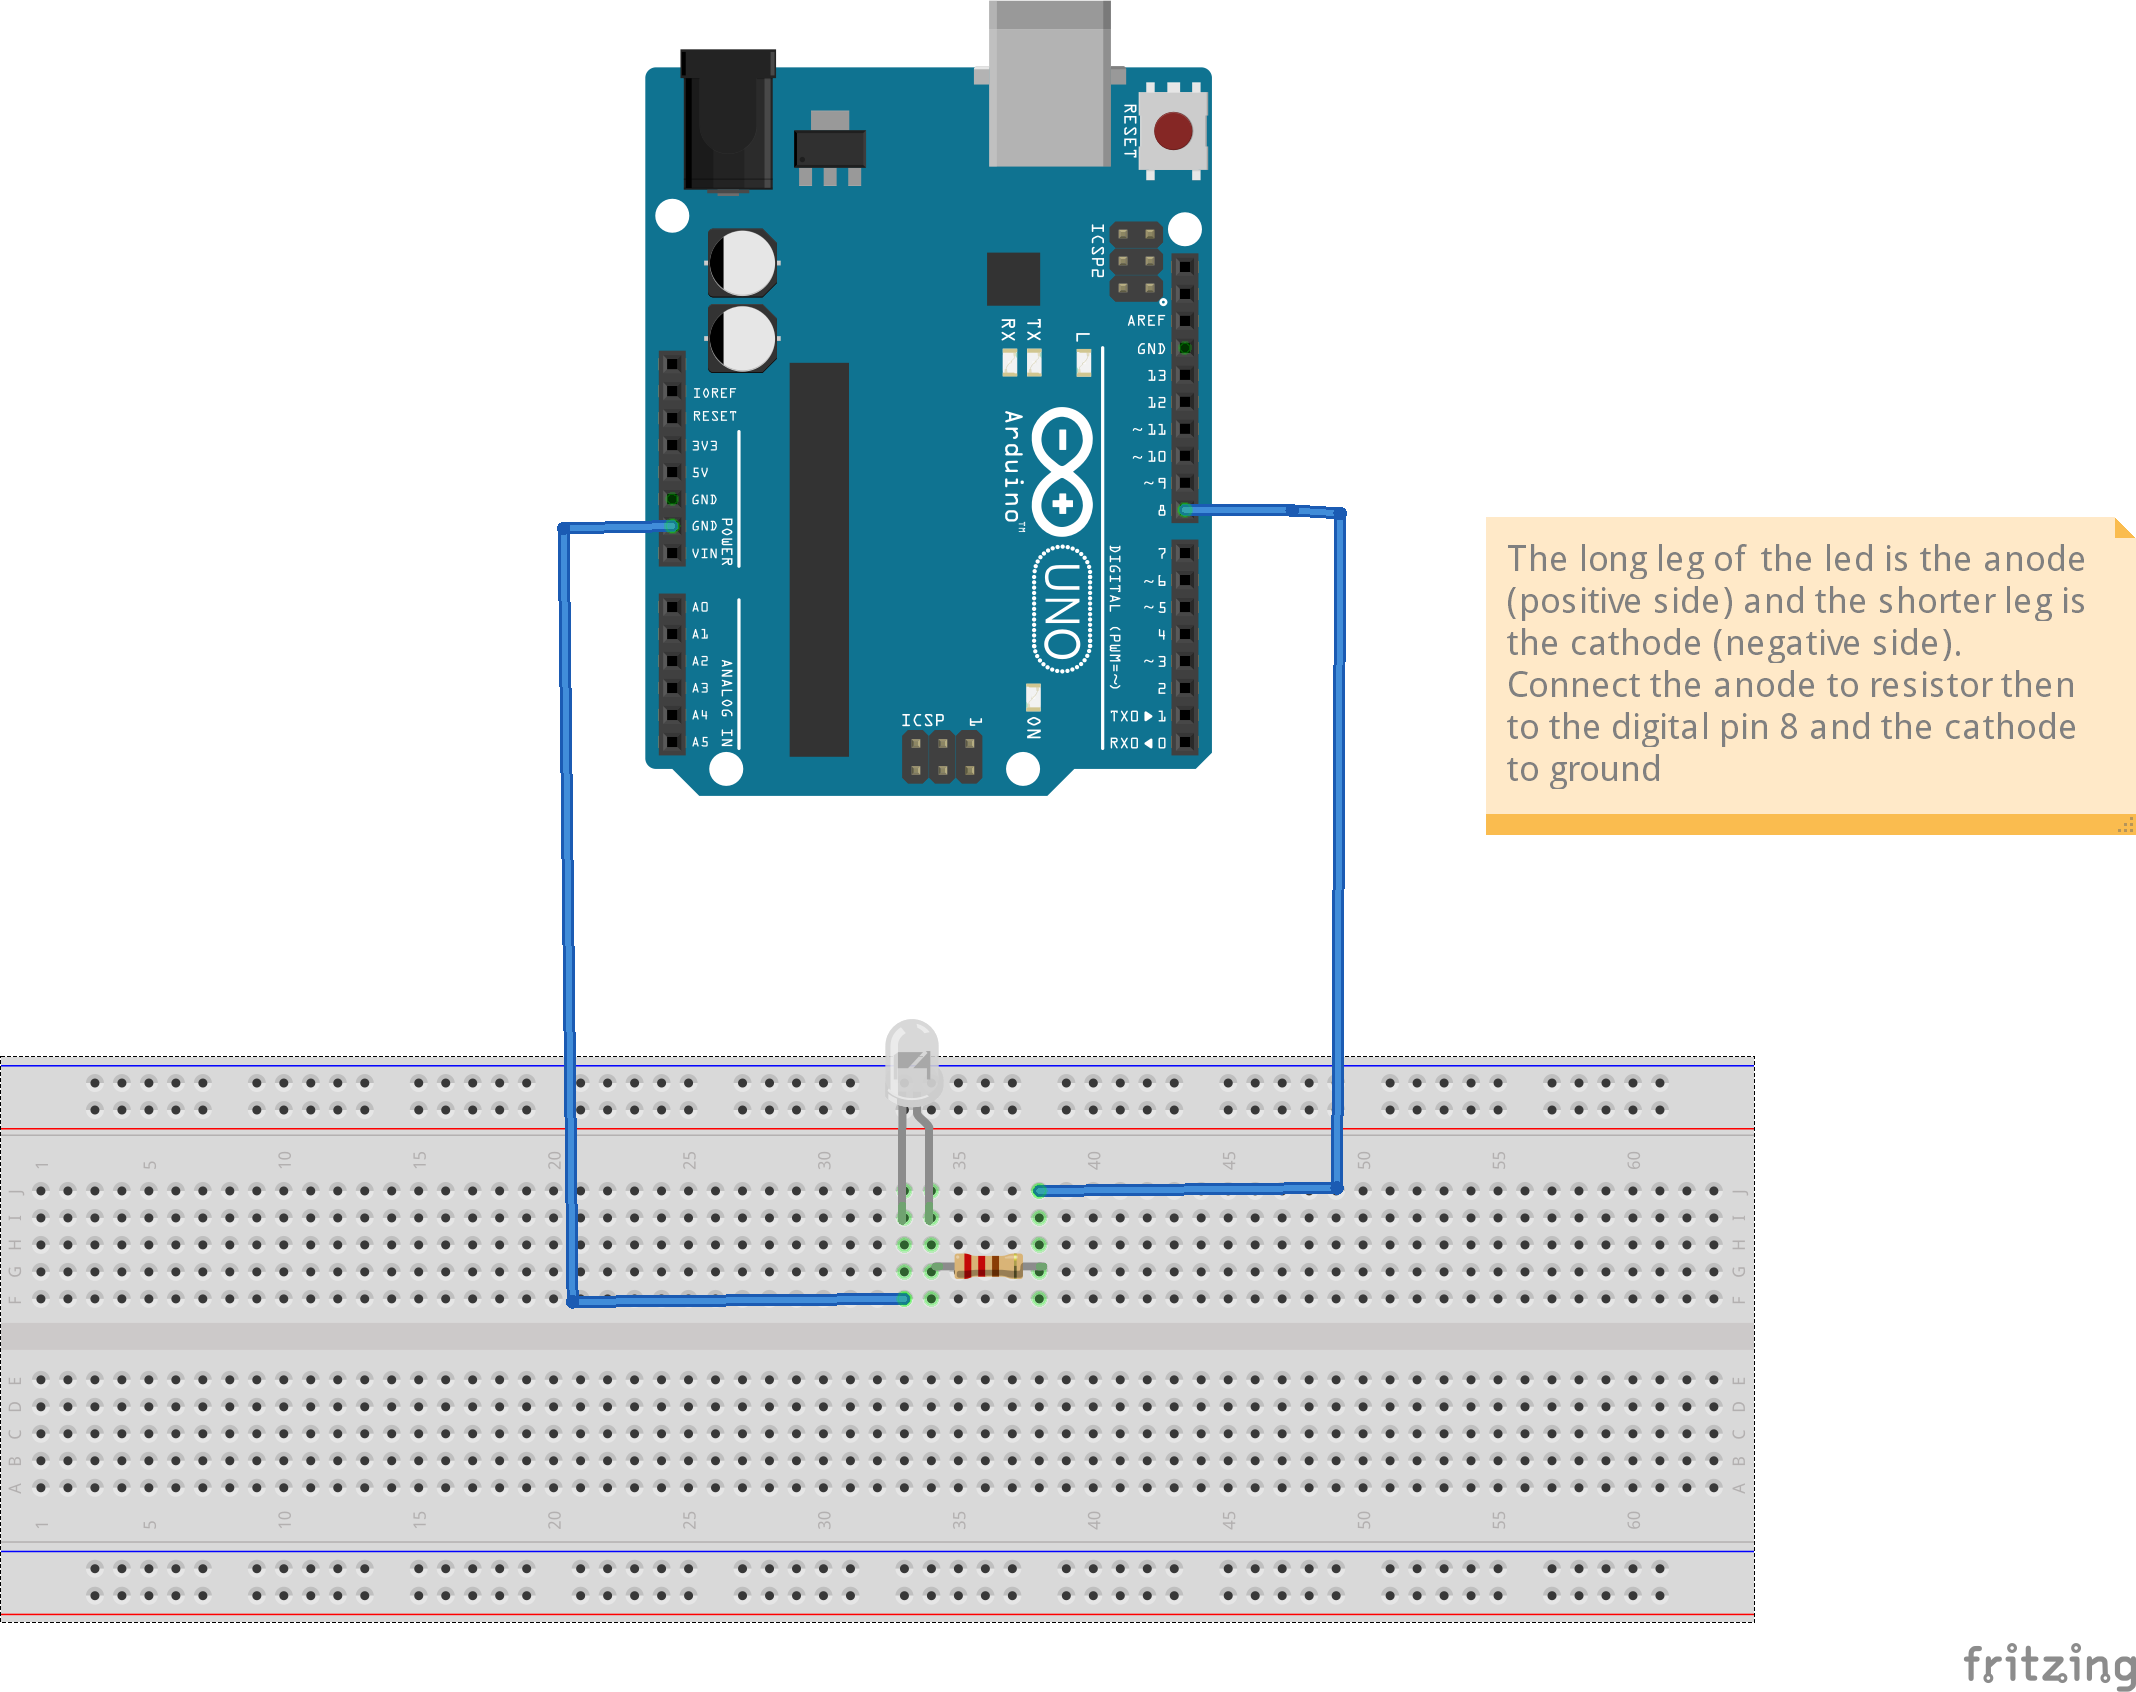 RESET
ICSP2
AREF
GND
13
12
~11
~10
~9
8
7
~6
~5
4
~3
2
TX0▶1
RX0◀0
RX
TX
L
IOREF
RESET
3V3
5V
GND
GND
VIN
POWER
A0
A1
A2
A3
A4
A5
ANALOG IN
Arduino™
UNO
DIGITAL (PWM=~)
ICSP
1
ON
The long leg of the led is the anode
(positive side) and the shorter leg is
the cathode (negative side).
Connect the anode to resistor then
to the digital pin 8 and the cathode
to ground
1 5 10 15 20 25 30 35 40 45 50 55 60
J J
I I
H H
G G
F F
E E
D D
C C
B B
A A
1 5 10 15 20 25 30 35 40 45 50 55 60
fritzing